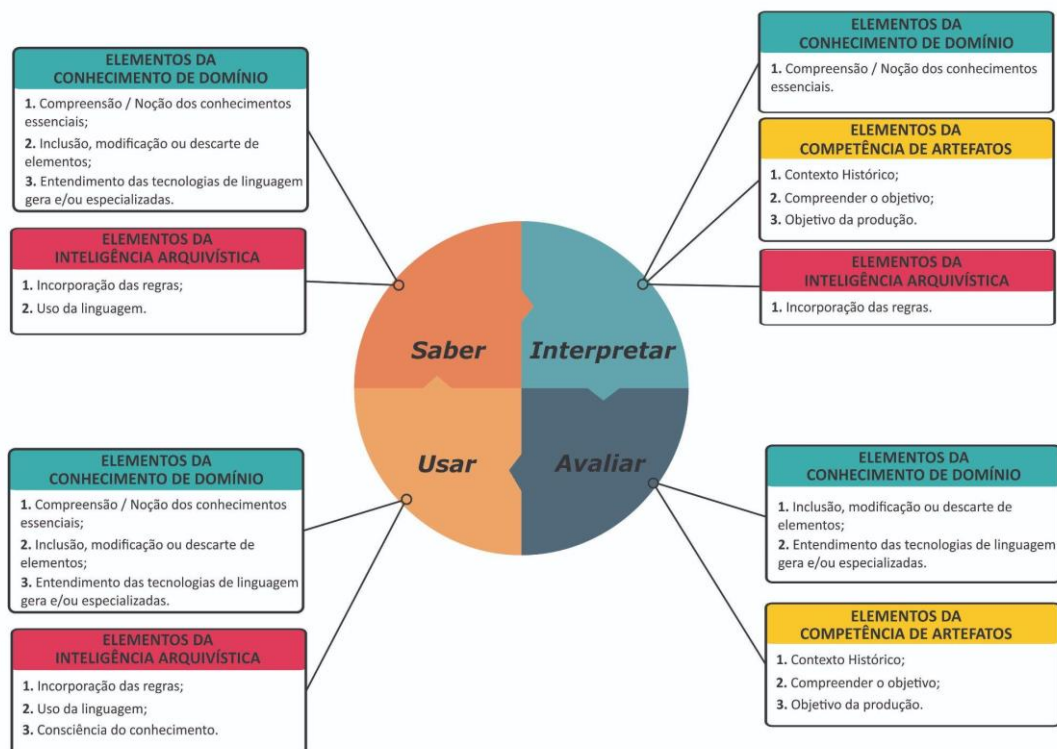 ELEMENTOS DA
CONHECIMENTO DE DOMÍNIO
1. Compreensão / Noção dos conhecimentos
essenciais;
2. Inclusão, modificação ou descarte de
elementos;
3. Entendimento das tecnologias de linguagem
gera e/ou especializadas.
ELEMENTOS DA
INTELIGÊNCIA ARQUIVÍSTICA
1. Incorporação das regras;
2. Uso da linguagem.
ELEMENTOS DA
CONHECIMENTO DE DOMÍNIO
1. Compreensão / Noção dos conhecimentos
essenciais.
ELEMENTOS DA
COMPETÊNCIA DE ARTEFATOS
1. Contexto Histórico;
2. Compreender o objetivo;
3. Objetivo da produção.
ELEMENTOS DA
INTELIGÊNCIA ARQUIVÍSTICA
1. Incorporação das regras.
Saber
Interpretar
Usar
Avaliar
ELEMENTOS DA
CONHECIMENTO DE DOMÍNIO
1. Compreensão / Noção dos conhecimentos
essenciais;
2. Inclusão, modificação ou descarte de
elementos;
3. Entendimento das tecnologias de linguagem
gera e/ou especializadas.
ELEMENTOS DA
INTELIGÊNCIA ARQUIVÍSTICA
1. Incorporação das regras;
2. Uso da linguagem;
3. Consciência do conhecimento.
ELEMENTOS DA
CONHECIMENTO DE DOMÍNIO
1. Inclusão, modificação ou descarte de
elementos;
2. Entendimento das tecnologias de linguagem
gera e/ou especializadas.
ELEMENTOS DA
COMPETÊNCIA DE ARTEFATOS
1. Contexto Histórico;
2. Compreender o objetivo;
3. Objetivo da produção.